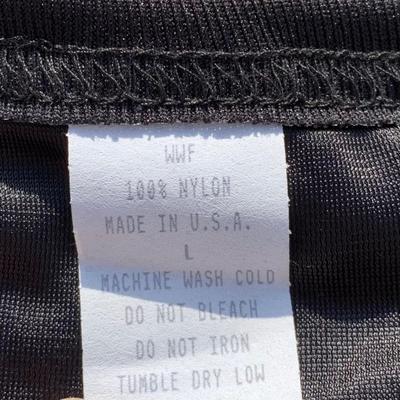 WWF
100% NYLON
MADE IN U.S.A.
L
MACHINE WASH COLD
DO NOT BLEACH
DO NOT IRON
TUMBLE DRY LOW